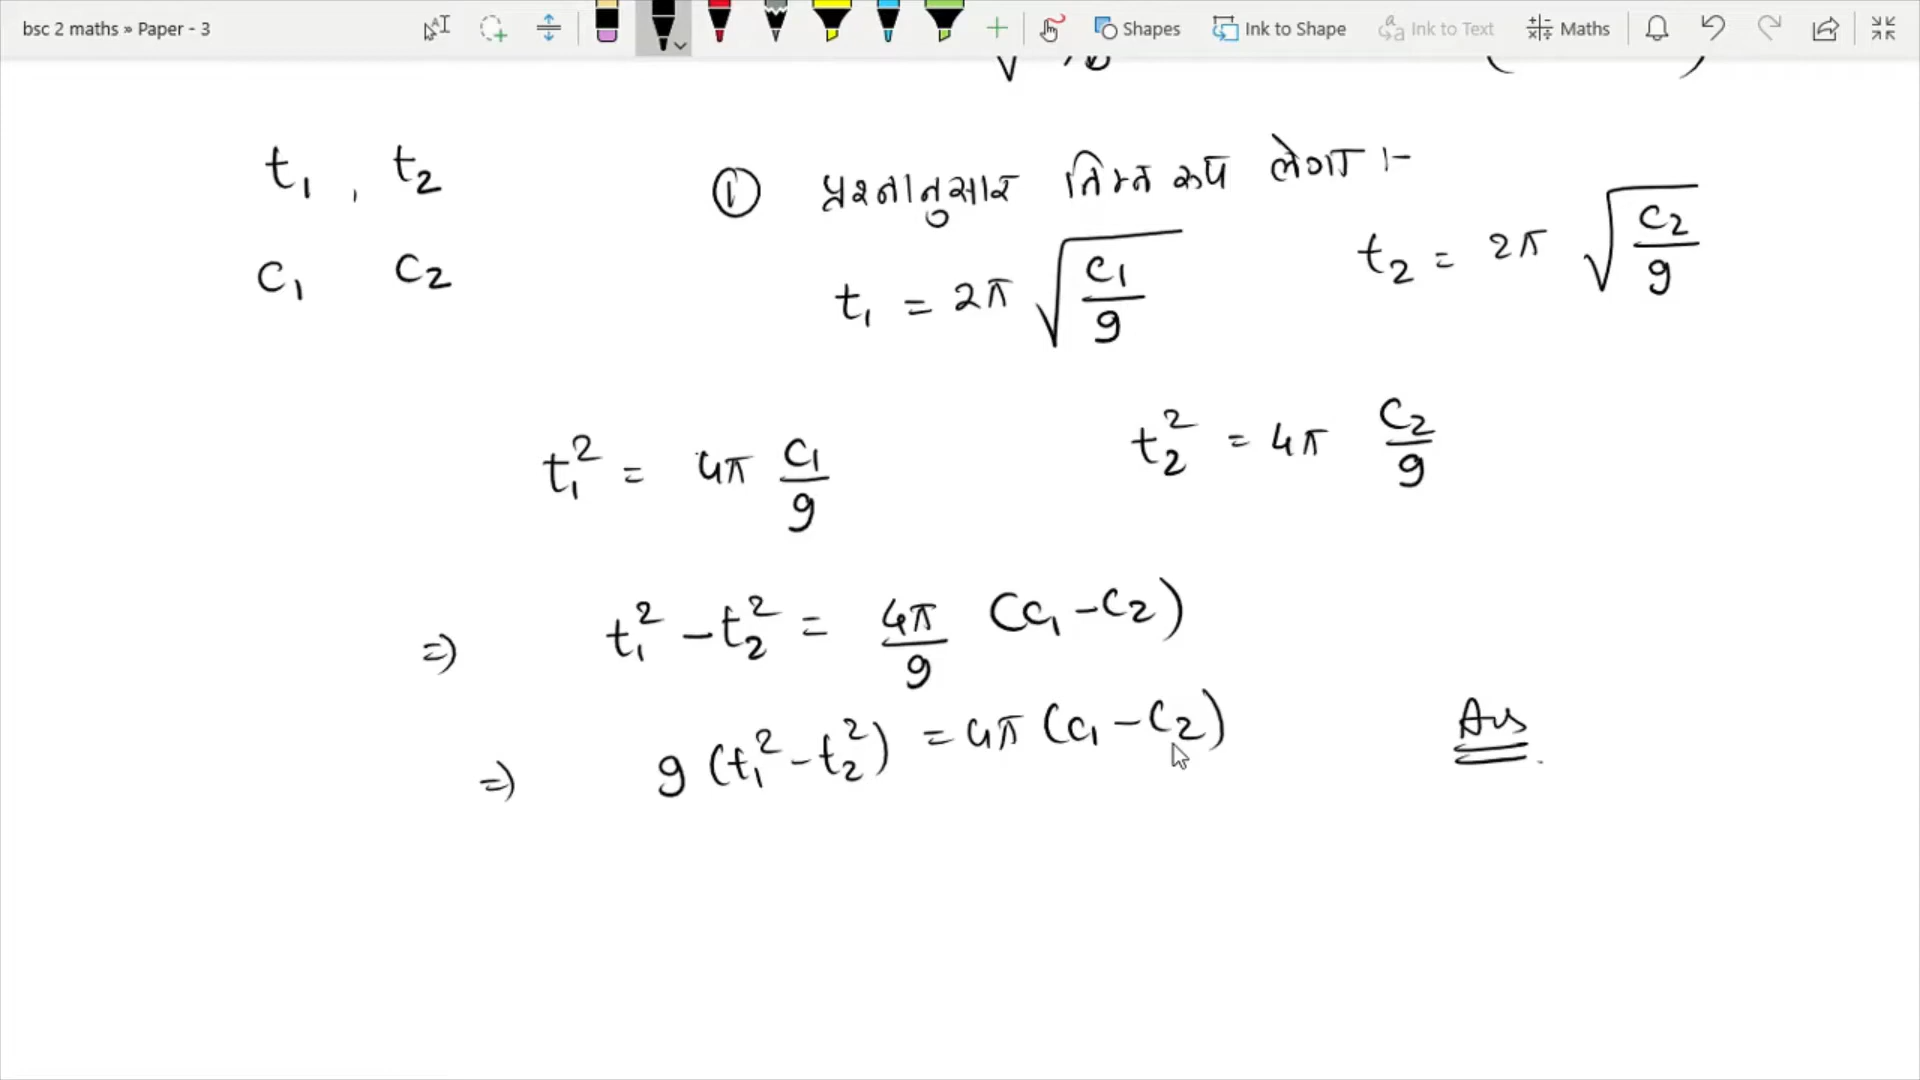 bsc 2 maths » Paper - 3 Shapes Ink to Shape Ink to Text Maths
t₁ , t₂
c₁ c₂
① प्रश्नानुसार निम्न रूप लेगा :-
t₁ = 2π √(c₁/g) t₂ = 2π √(c₂/g)
t₁² = 4π c₁/g t₂² = 4π c₂/g
⇒ t₁² - t₂² = 4π/g (c₁ - c₂)
⇒ g (t₁² - t₂²) = 4π (c₁ - c₂) Ans.